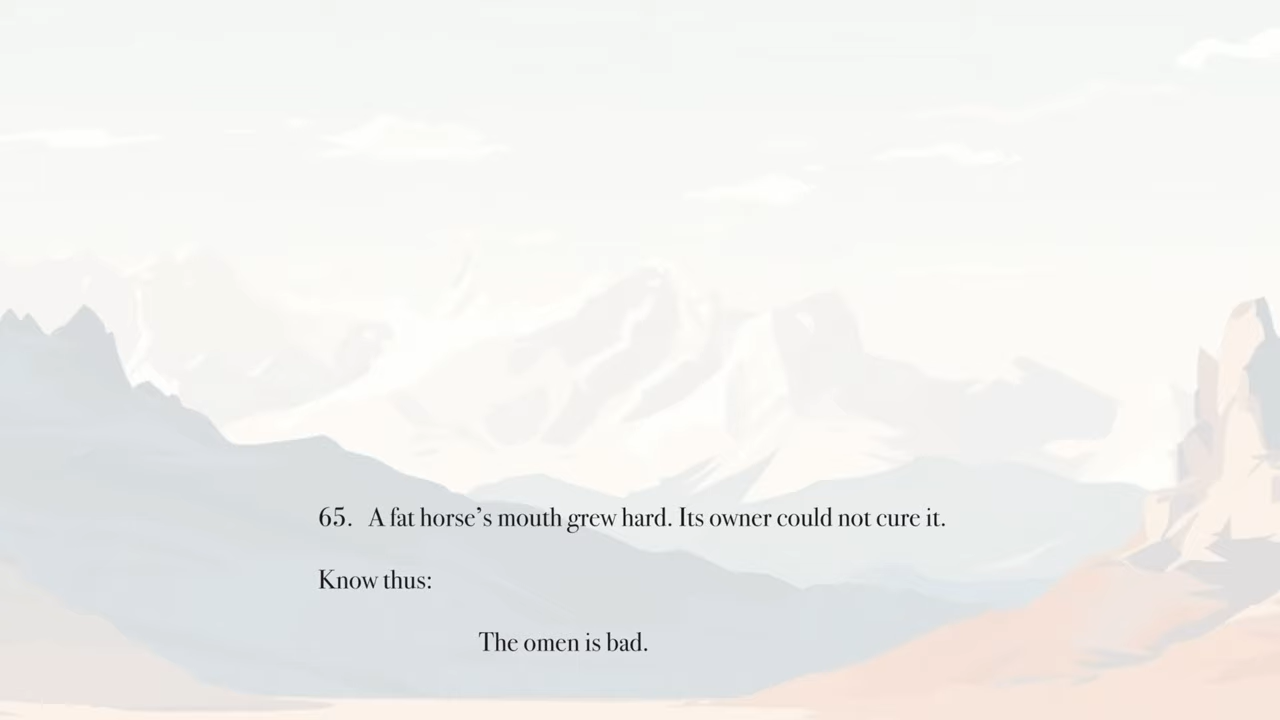 65. A fat horse’s mouth grew hard. Its owner could not cure it.
Know thus:
The omen is bad.